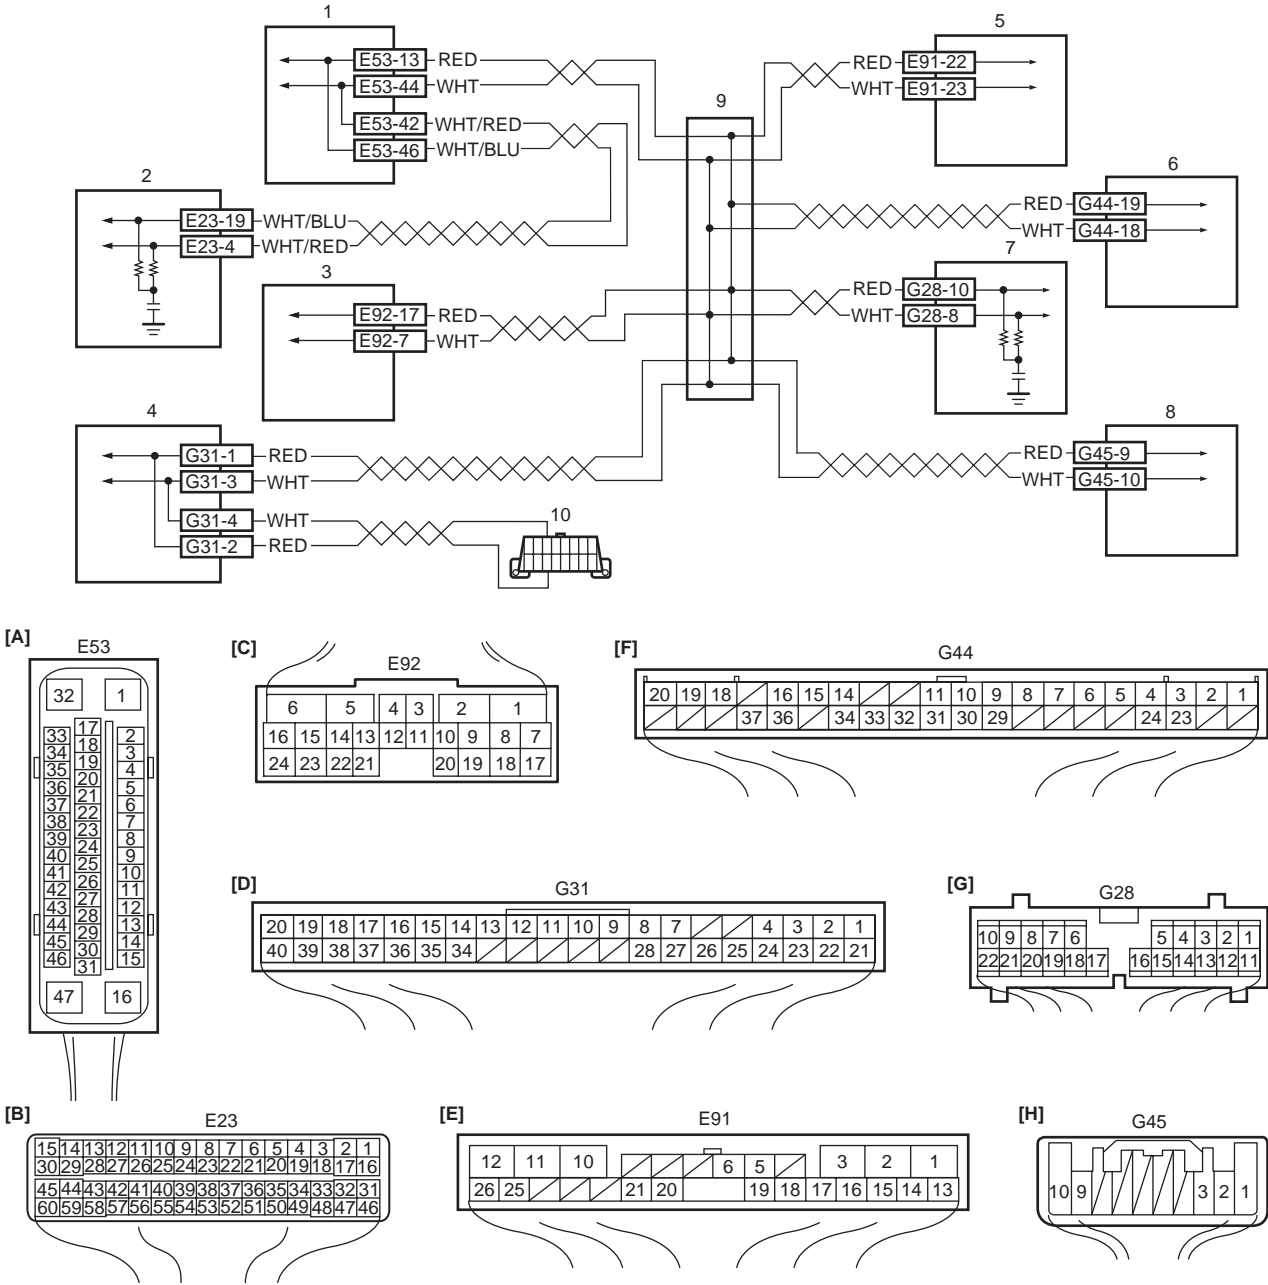 1
5
E53-13 RED
RED E91-22
E53-44 WHT
WHT E91-23
9
E53-42 WHT/RED
E53-46 WHT/BLU
6
2
E23-19 WHT/BLU
RED G44-19
E23-4 WHT/RED
WHT G44-18
3
7
E92-17 RED
RED G28-10
E92-7 WHT
WHT G28-8
4
8
G31-1 RED
RED G45-9
G31-3 WHT
WHT G45-10
G31-4 WHT
10
G31-2 RED
[A]
E53
32 1
33 17 2
34 18 3
35 19 4
36 20 5
37 21 6
38 22 7
39 23 8
40 24 9
41 25 10
42 26 11
43 27 12
44 28 13
45 29 14
46 30 15
31
47 16
[C]
E92
6 5 4 3 2 1
16 15 14 13 12 11 10 9 8 7
24 23 22 21 20 19 18 17
[F]
G44
20 19 18 16 15 14 11 10 9 8 7 6 5 4 3 2 1
37 36 34 33 32 31 30 29 24 23
[D]
G31
20 19 18 17 16 15 14 13 12 11 10 9 8 7 4 3 2 1
40 39 38 37 36 35 34 28 27 26 25 24 23 22 21
[G]
G28
10 9 8 7 6 5 4 3 2 1
22 21 20 19 18 17 16 15 14 13 12 11
[B]
E23
15 14 13 12 11 10 9 8 7 6 5 4 3 2 1
30 29 28 27 26 25 24 23 22 21 20 19 18 17 16
45 44 43 42 41 40 39 38 37 36 35 34 33 32 31
60 59 58 57 56 55 54 53 52 51 50 49 48 47 46
[E]
E91
12 11 10 6 5 3 2 1
26 25 21 20 19 18 17 16 15 14 13
[H]
G45
10 9 3 2 1